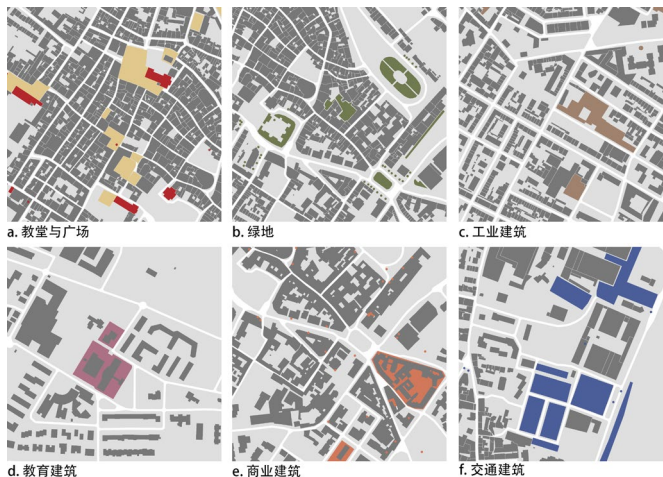 a. 教堂与广场
b. 绿地
c. 工业建筑
d. 教育建筑
e. 商业建筑
f. 交通建筑